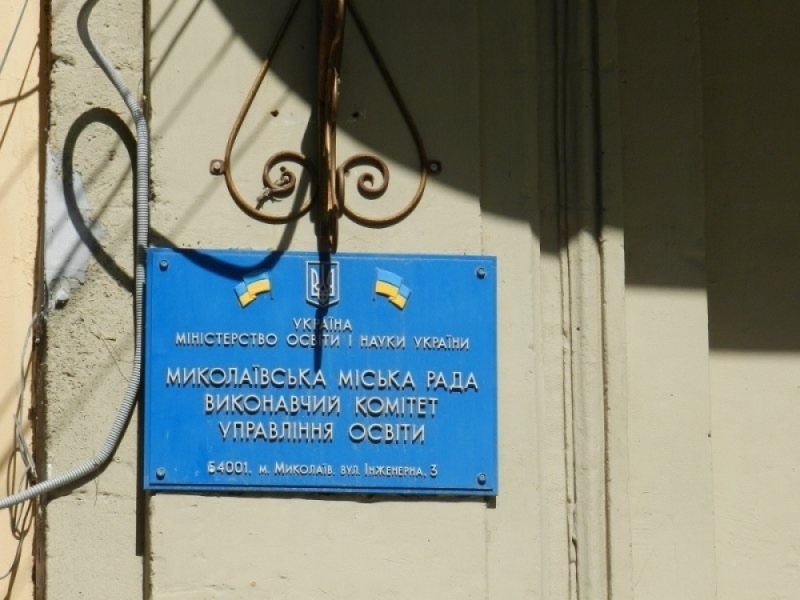 УКРАЇНА
МІНІСТЕРСТВО ОСВІТИ І НАУКИ УКРАЇНИ
МИКОЛАЇВСЬКА МІСЬКА РАДА
ВИКОНАВЧИЙ КОМІТЕТ
УПРАВЛІННЯ ОСВІТИ
54001, м. МИКОЛАЇВ, вул. ІНЖЕНЕРНА, 3